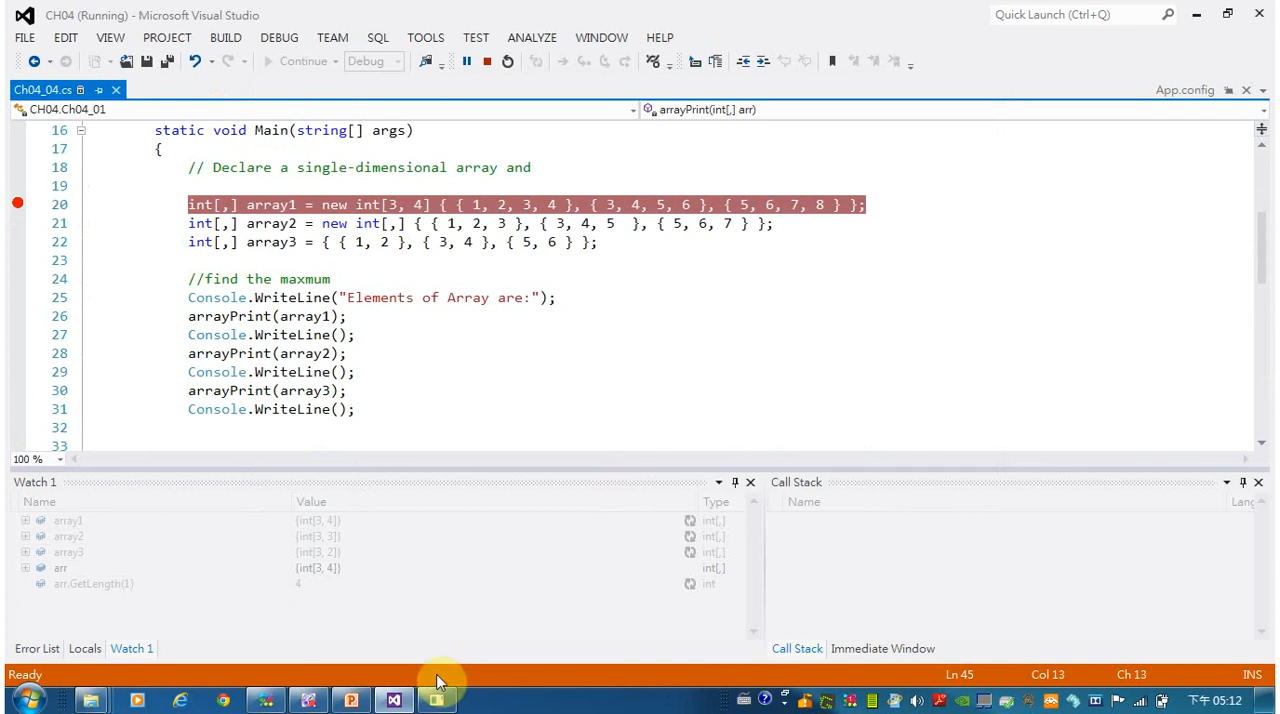 CH04 (Running) - Microsoft Visual Studio
Quick Launch (Ctrl+Q)
FILE EDIT VIEW PROJECT BUILD DEBUG TEAM SQL TOOLS TEST ANALYZE WINDOW HELP
Continue Debug
Ch04_04.cs App.config
CH04.Ch04_01 arrayPrint(int[,] arr)
16 static void Main(string[] args)
17 {
18 // Declare a single-dimensional array and
19
20 int[,] array1 = new int[3, 4] { { 1, 2, 3, 4 }, { 3, 4, 5, 6 }, { 5, 6, 7, 8 } };
21 int[,] array2 = new int[,] { { 1, 2, 3 }, { 3, 4, 5  }, { 5, 6, 7 } };
22 int[,] array3 = { { 1, 2 }, { 3, 4 }, { 5, 6 } };
23
24 //find the maxmum
25 Console.WriteLine("Elements of Array are:");
26 arrayPrint(array1);
27 Console.WriteLine();
28 arrayPrint(array2);
29 Console.WriteLine();
30 arrayPrint(array3);
31 Console.WriteLine();
32
33
100 %
Watch 1 Call Stack
Name Value Type Name Lang
array1 {int[3, 4]} int[,]
array2 {int[3, 3]} int[,]
array3 {int[3, 2]} int[,]
arr {int[3, 4]} int[,]
arr.GetLength(1) 4 int
Error List Locals Watch 1 Call Stack Immediate Window
Ready Ln 45 Col 13 Ch 13 INS
下午 05:12